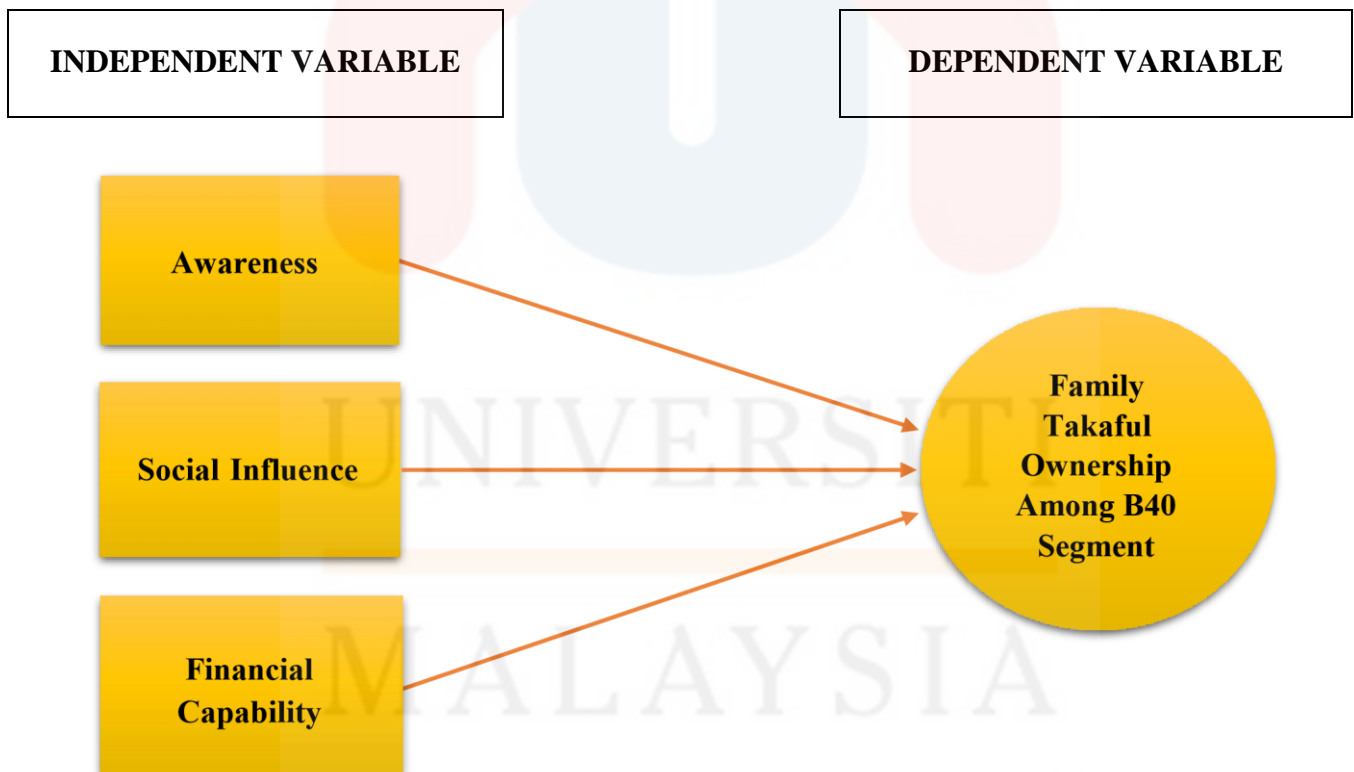 INDEPENDENT VARIABLE
DEPENDENT VARIABLE
Awareness
Social Influence
Financial
Capability
Family
Takaful
Ownership
Among B40
Segment
UNIVERSITI
MALAYSIA